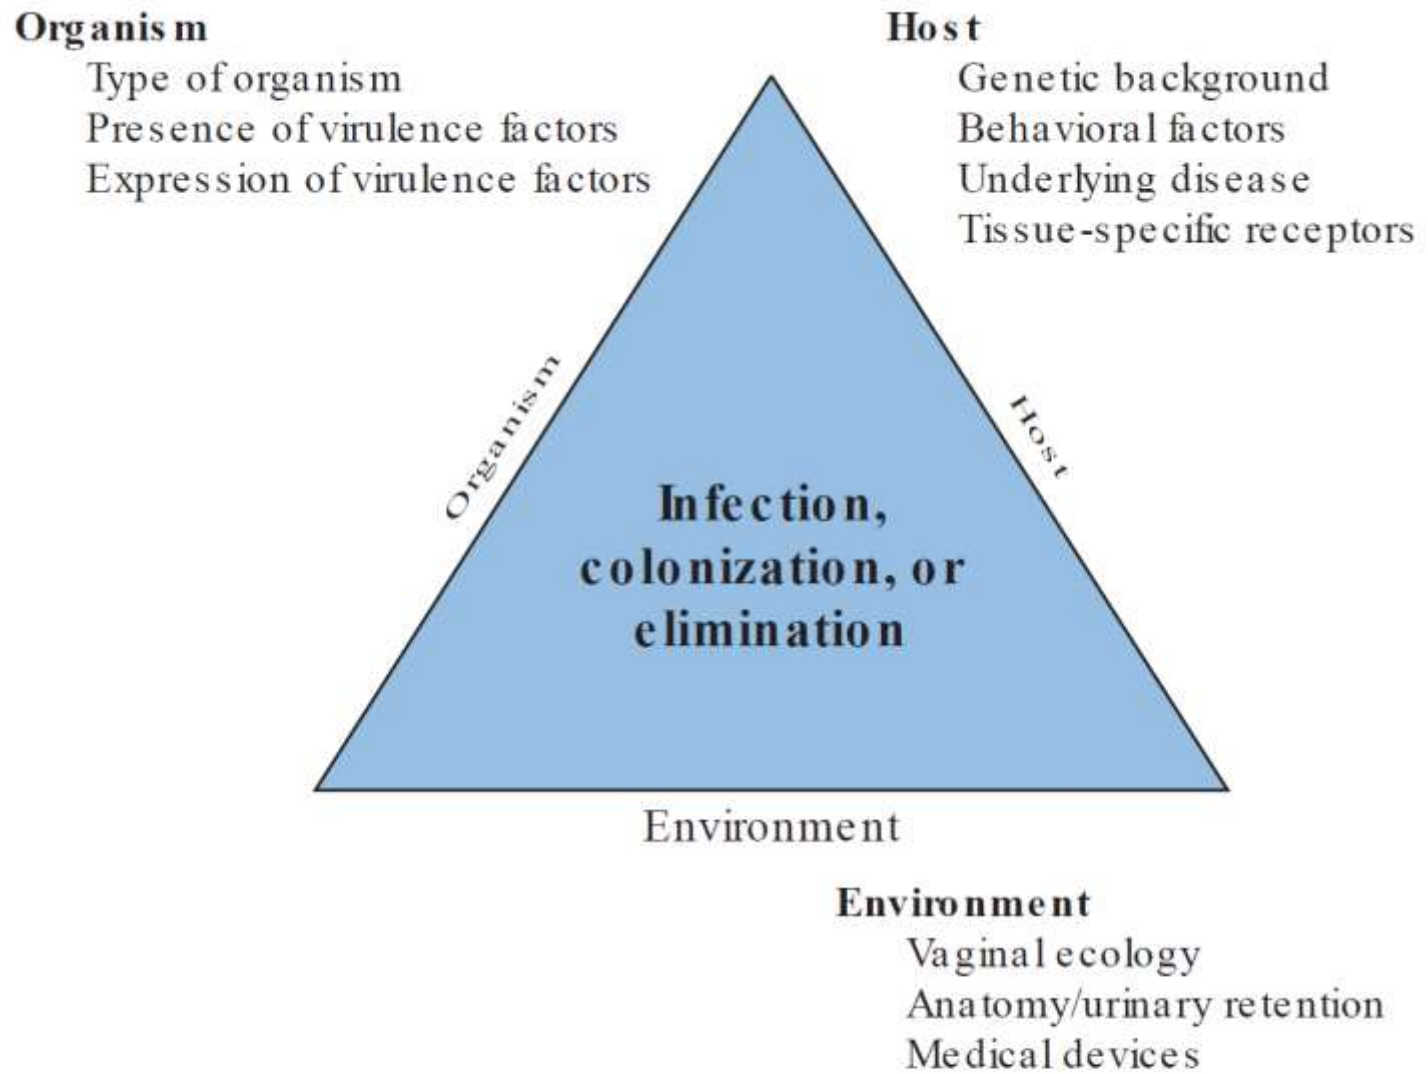 Organism
Type of organism
Presence of virulence factors
Expression of virulence factors
Host
Genetic background
Behavioral factors
Underlying disease
Tissue-specific receptors
Organism
Host
Infection,
colonization, or
elimination
Environment
Environment
Vaginal ecology
Anatomy/urinary retention
Medical devices